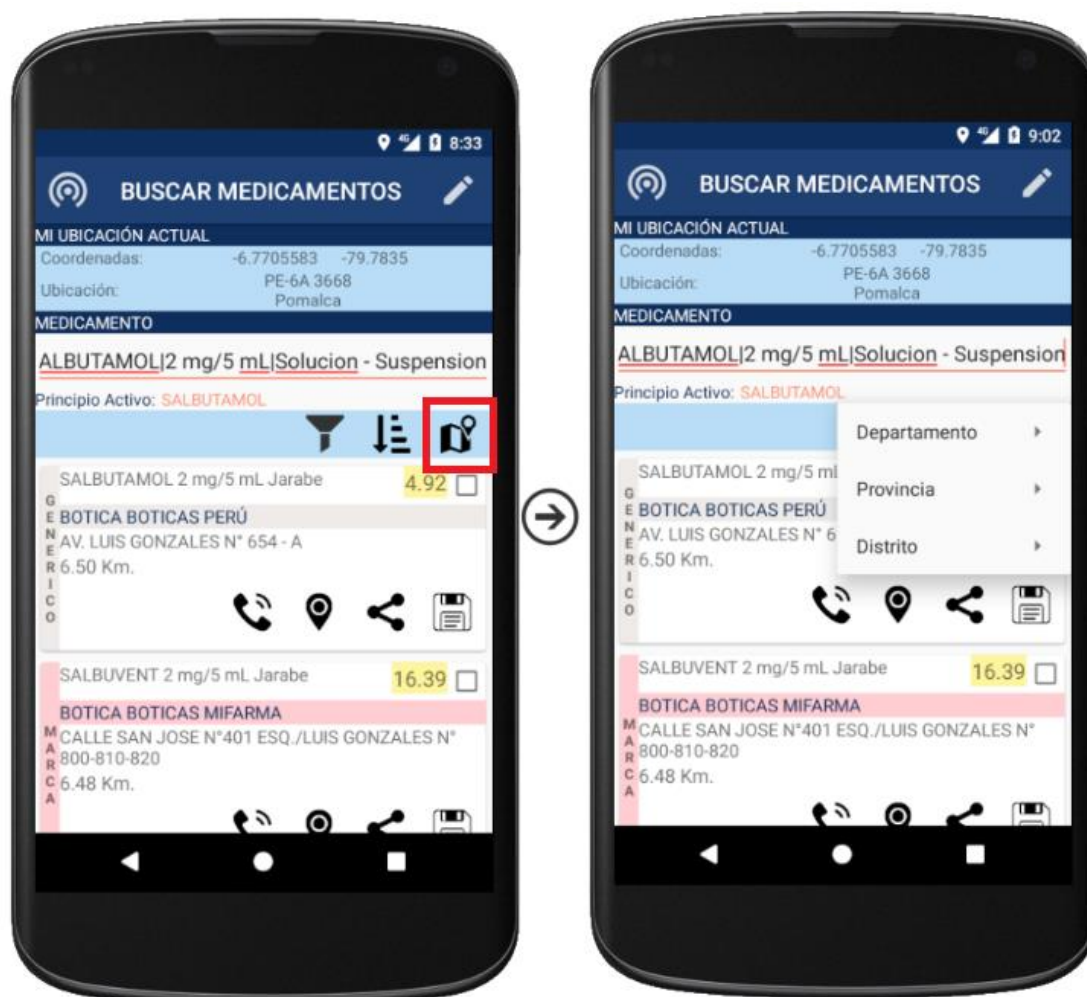 8:33
BUSCAR MEDICAMENTOS
MI UBICACIÓN ACTUAL
Coordenadas: -6.7705583 -79.7835
Ubicación: PE-6A 3668
Pomalca
MEDICAMENTO
ALBUTAMOL|2 mg/5 mL|Solucion - Suspension
Principio Activo: SALBUTAMOL
GENERICO
SALBUTAMOL 2 mg/5 mL Jarabe 4.92
BOTICA BOTICAS PERÚ
AV. LUIS GONZALES N° 654 - A
6.50 Km.
MARCA
SALBUVENT 2 mg/5 mL Jarabe 16.39
BOTICA BOTICAS MIFARMA
CALLE SAN JOSE N°401 ESQ./LUIS GONZALES N°
800-810-820
6.48 Km.
4G 9:02
BUSCAR MEDICAMENTOS
MI UBICACIÓN ACTUAL
Coordenadas: -6.7705583 -79.7835
Ubicación: PE-6A 3668
Pomalca
MEDICAMENTO
ALBUTAMOL|2 mg/5 mL|Solucion - Suspension
Principio Activo: SALBUTAMOL
Departamento
Provincia
Distrito
GENERICO
SALBUTAMOL 2 mg/5 ml
BOTICA BOTICAS PERÚ
AV. LUIS GONZALES N° 6
6.50 Km.
MARCA
SALBUVENT 2 mg/5 mL Jarabe 16.39
BOTICA BOTICAS MIFARMA
CALLE SAN JOSE N°401 ESQ./LUIS GONZALES N°
800-810-820
6.48 Km.